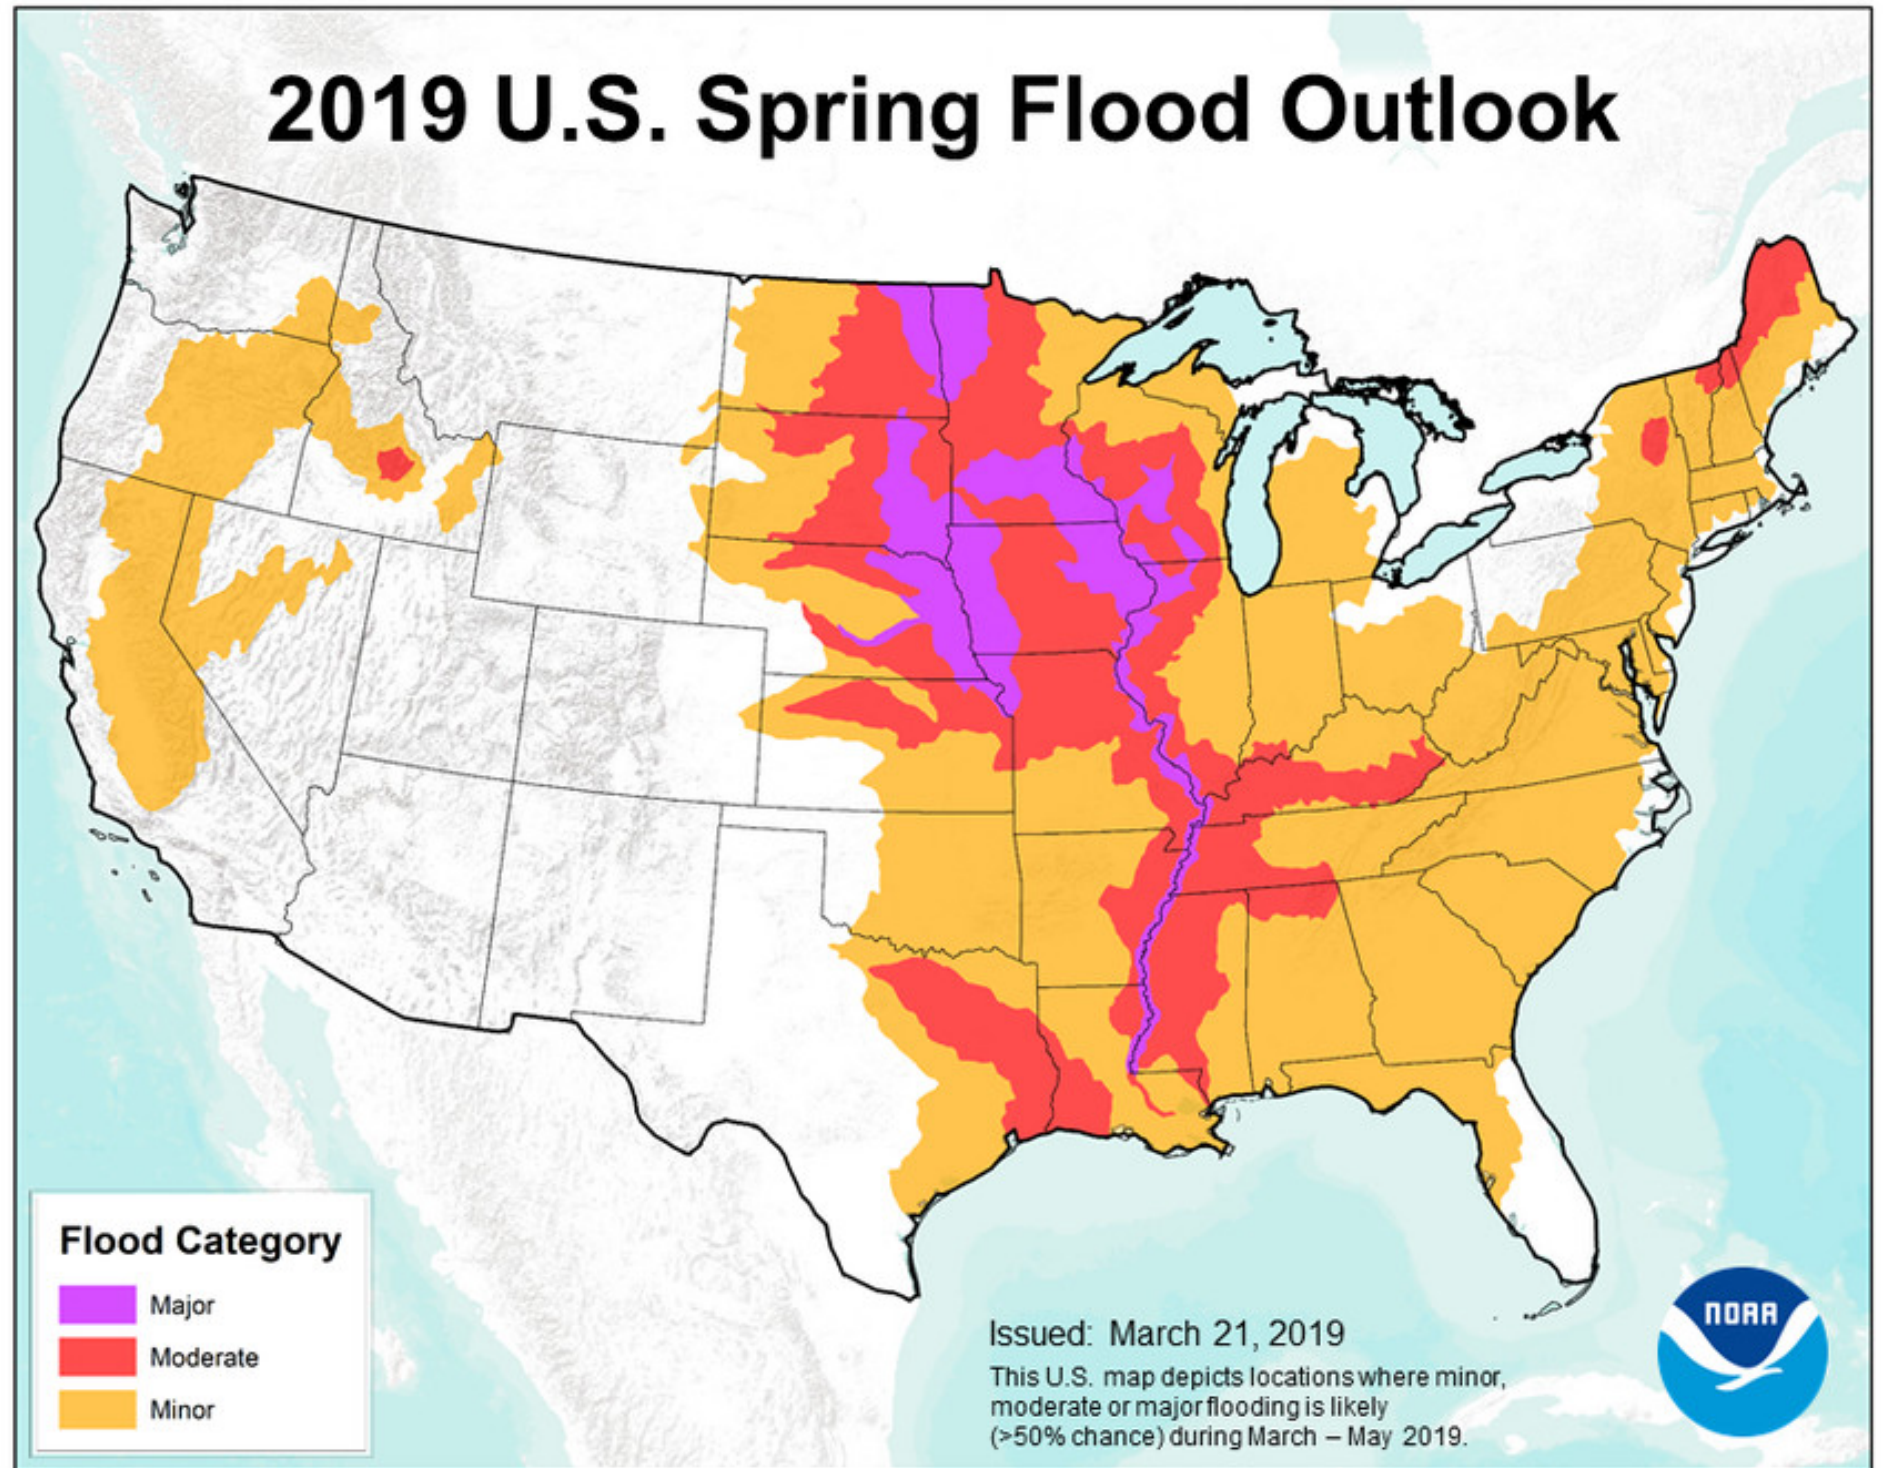 2019 U.S. Spring Flood Outlook
Flood Category
Major
Moderate
Minor
Issued: March 21, 2019
This U.S. map depicts locations where minor,
moderate or major flooding is likely
(>50% chance) during March – May 2019.
NOAA